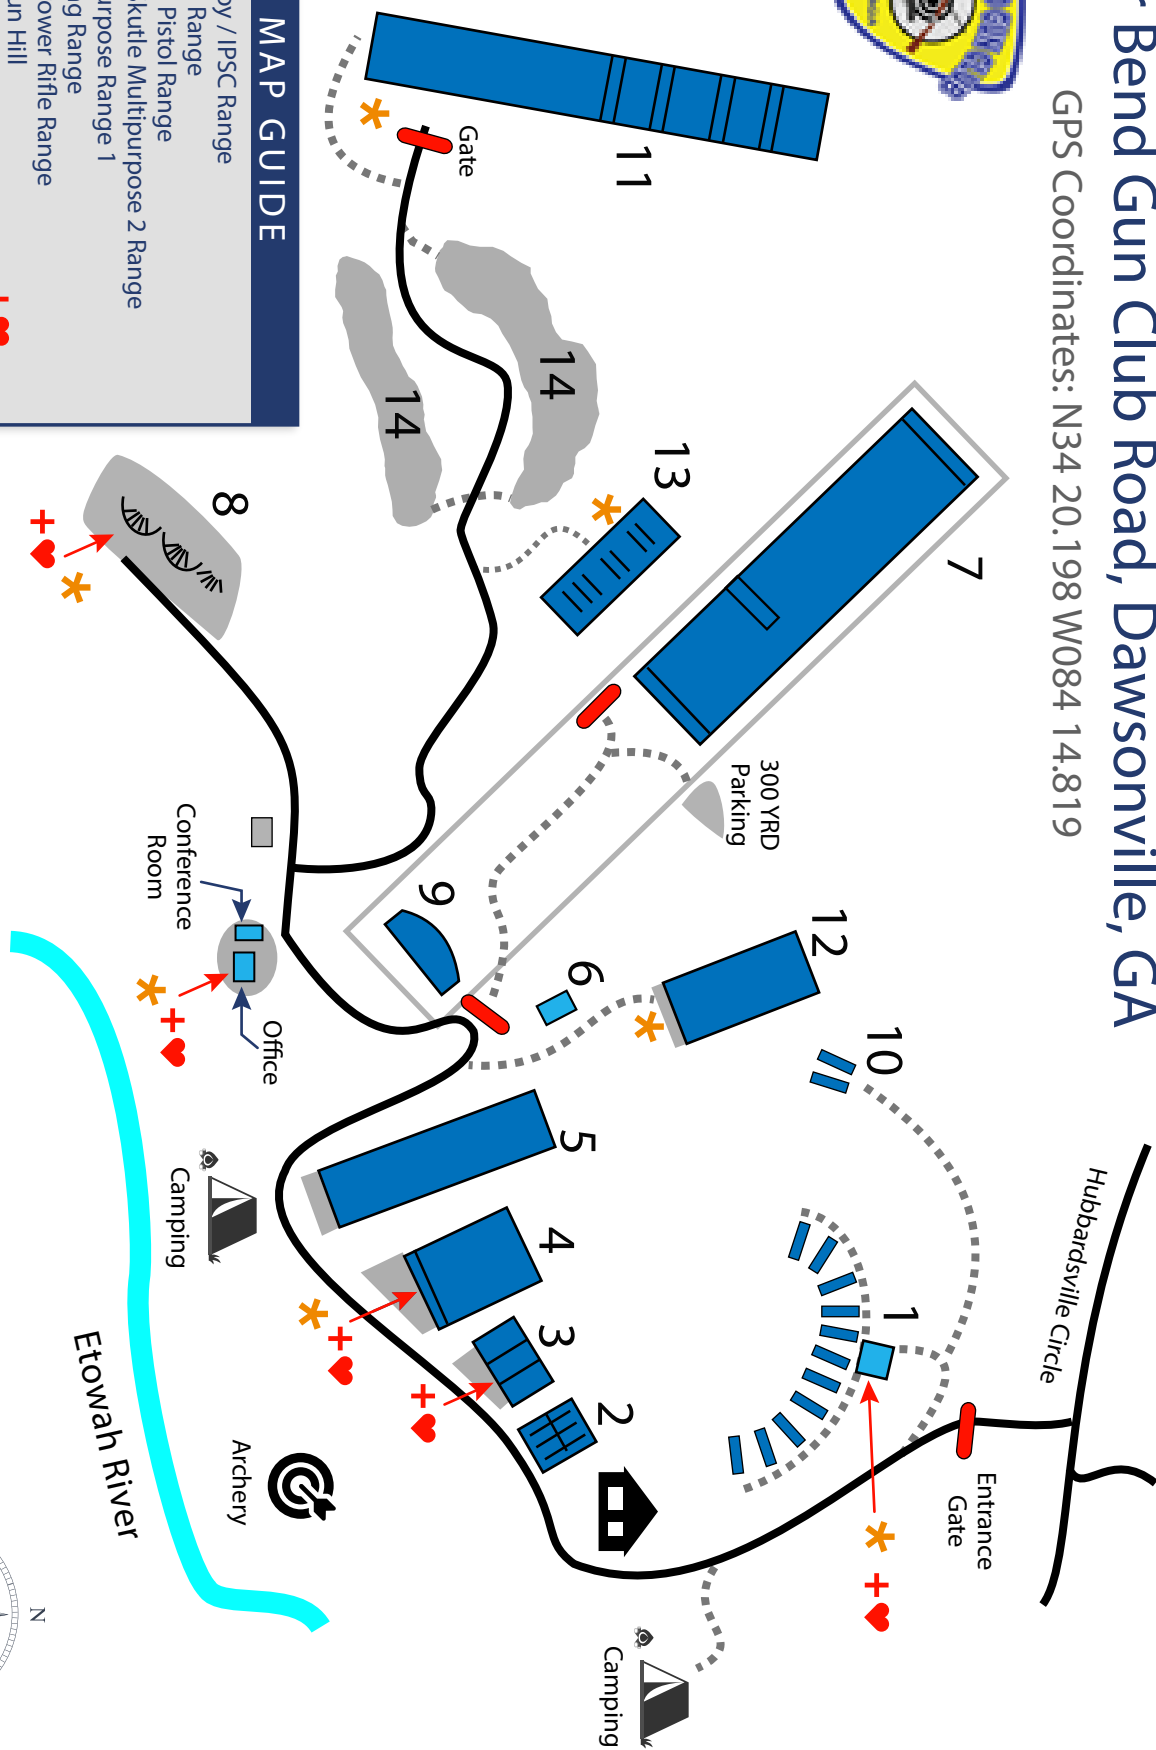 Bend Gun Club Road, Dawsonville, GA
GPS Coordinates: N34 20.198 W084 14.819
MAP GUIDE
/ IPSC Range
Range
Pistol Range
Multipurpose 2 Range
Range 1
Range
Rifle Range
Hill
11
Gate
14
14
13
7
8
300 YRD
Parking
9
6
12
10
Conference
Room
Office
5
4
3
2
1
Hubbardsville Circle
Entrance
Gate
Camping
Camping
Archery
Etowah River
N